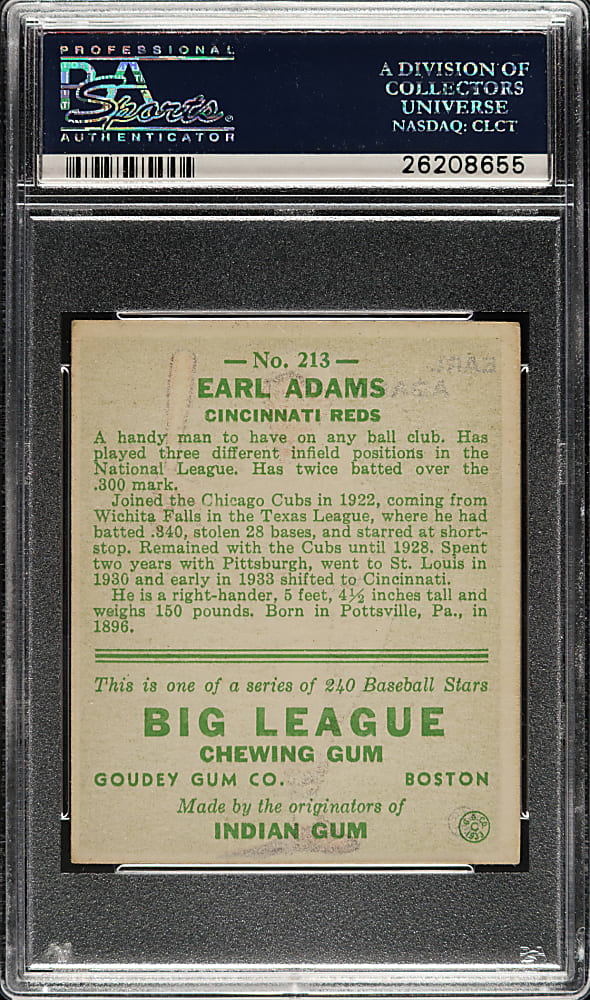 PROFESSIONAL
PSA
Sports
AUTHENTICATOR
A DIVISION OF
COLLECTORS
UNIVERSE
NASDAQ: CLCT
26208655
— No. 213 —
EARL ADAMS
CINCINNATI REDS
A handy man to have on any ball club. Has
played three different infield positions in the
National League. Has twice batted over the
.300 mark.
Joined the Chicago Cubs in 1922, coming from
Wichita Falls in the Texas League, where he had
batted .340, stolen 28 bases, and starred at short-
stop. Remained with the Cubs until 1928. Spent
two years with Pittsburgh, went to St. Louis in
1930 and early in 1933 shifted to Cincinnati.
He is a right-hander, 5 feet, 4½ inches tall and
weighs 150 pounds. Born in Pottsville, Pa., in
1896.
This is one of a series of 240 Baseball Stars
BIG LEAGUE
CHEWING GUM
GOUDEY GUM CO. BOSTON
Made by the originators of
INDIAN GUM
G. G. Co.
C
1933